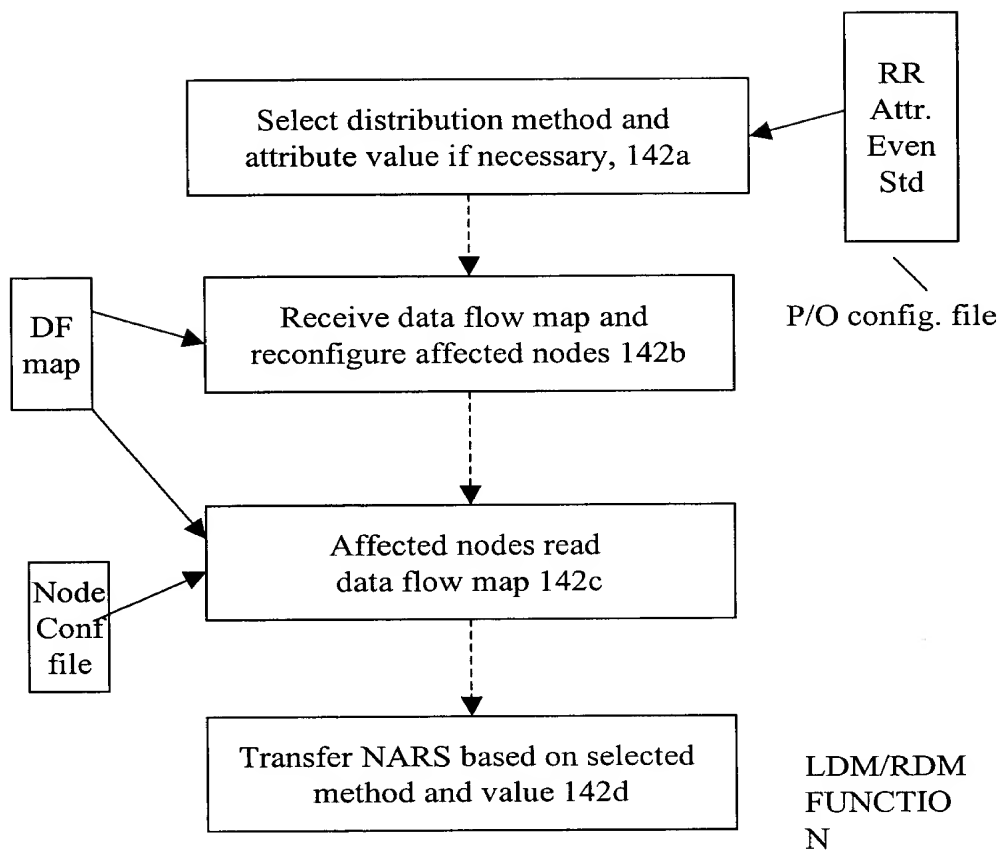 Select distribution method and
attribute value if necessary, 142a
RR
Attr.
Even
Std
P/O config. file
DF
map
Receive data flow map and
reconfigure affected nodes 142b
Affected nodes read
data flow map 142c
Node
Conf
file
Transfer NARS based on selected
method and value 142d
LDM/RDM
FUNCTIO
N